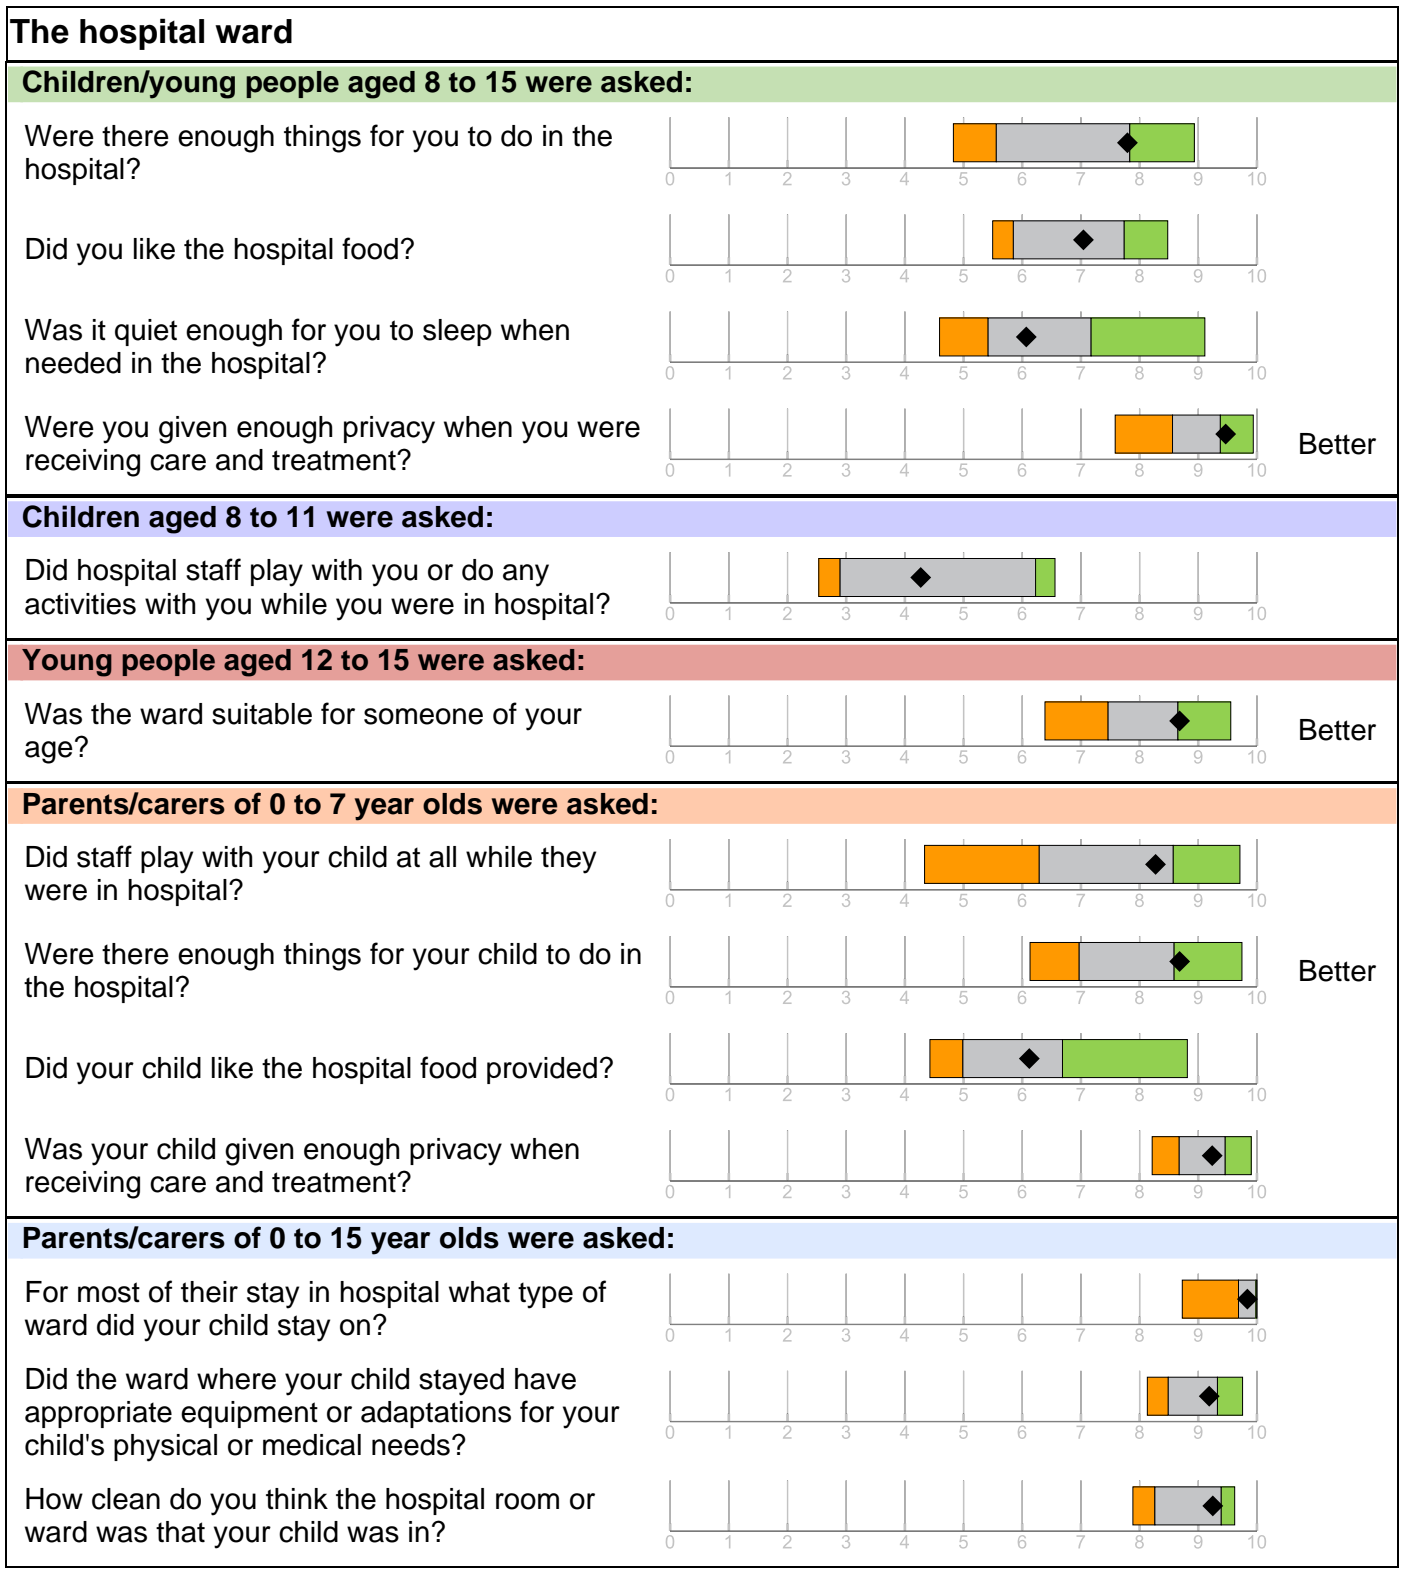 The hospital ward
Children/young people aged 8 to 15 were asked:
Were there enough things for you to do in the
hospital?
0 1 2 3 4 5 6 7 8 9 10
Did you like the hospital food?
0 1 2 3 4 5 6 7 8 9 10
Was it quiet enough for you to sleep when
needed in the hospital?
0 1 2 3 4 5 6 7 8 9 10
Were you given enough privacy when you were
receiving care and treatment?
0 1 2 3 4 5 6 7 8 9 10
Better
Children aged 8 to 11 were asked:
Did hospital staff play with you or do any
activities with you while you were in hospital?
0 1 2 3 4 5 6 7 8 9 10
Young people aged 12 to 15 were asked:
Was the ward suitable for someone of your
age?
0 1 2 3 4 5 6 7 8 9 10
Better
Parents/carers of 0 to 7 year olds were asked:
Did staff play with your child at all while they
were in hospital?
0 1 2 3 4 5 6 7 8 9 10
Were there enough things for your child to do in
the hospital?
0 1 2 3 4 5 6 7 8 9 10
Better
Did your child like the hospital food provided?
0 1 2 3 4 5 6 7 8 9 10
Was your child given enough privacy when
receiving care and treatment?
0 1 2 3 4 5 6 7 8 9 10
Parents/carers of 0 to 15 year olds were asked:
For most of their stay in hospital what type of
ward did your child stay on?
0 1 2 3 4 5 6 7 8 9 10
Did the ward where your child stayed have
appropriate equipment or adaptations for your
child's physical or medical needs?
0 1 2 3 4 5 6 7 8 9 10
How clean do you think the hospital room or
ward was that your child was in?
0 1 2 3 4 5 6 7 8 9 10